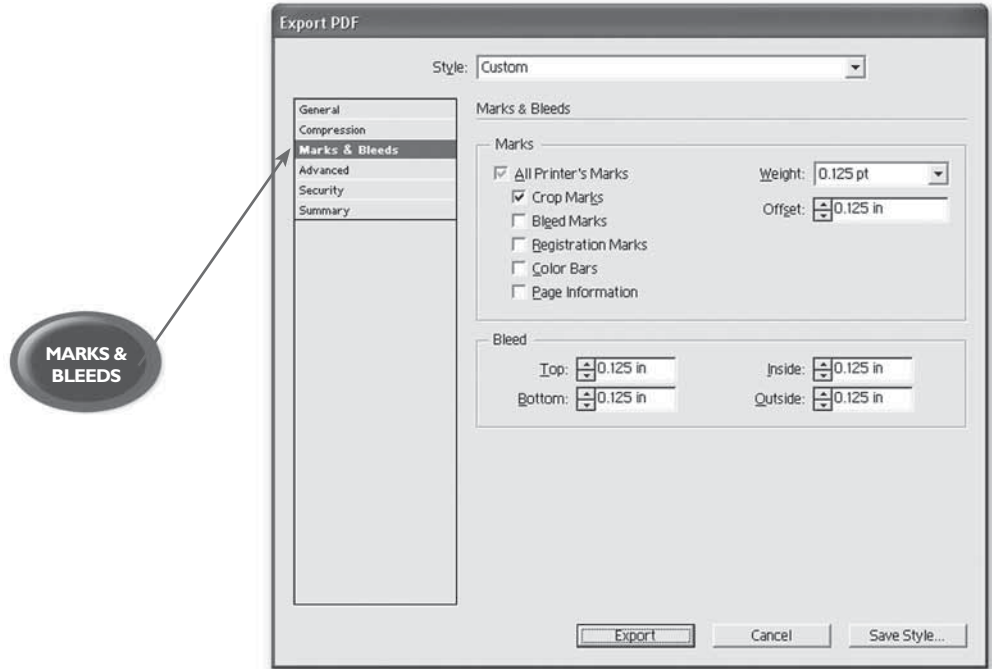 Export PDF
Style: Custom
General
Compression
Marks & Bleeds
Advanced
Security
Summary
Marks & Bleeds
Marks
All Printer's Marks
Crop Marks
Bleed Marks
Registration Marks
Color Bars
Page Information
Weight: 0.125 pt
Offset: 0.125 in
Bleed
Top: 0.125 in
Bottom: 0.125 in
Inside: 0.125 in
Outside: 0.125 in
Export
Cancel
Save Style...
MARKS &
BLEEDS